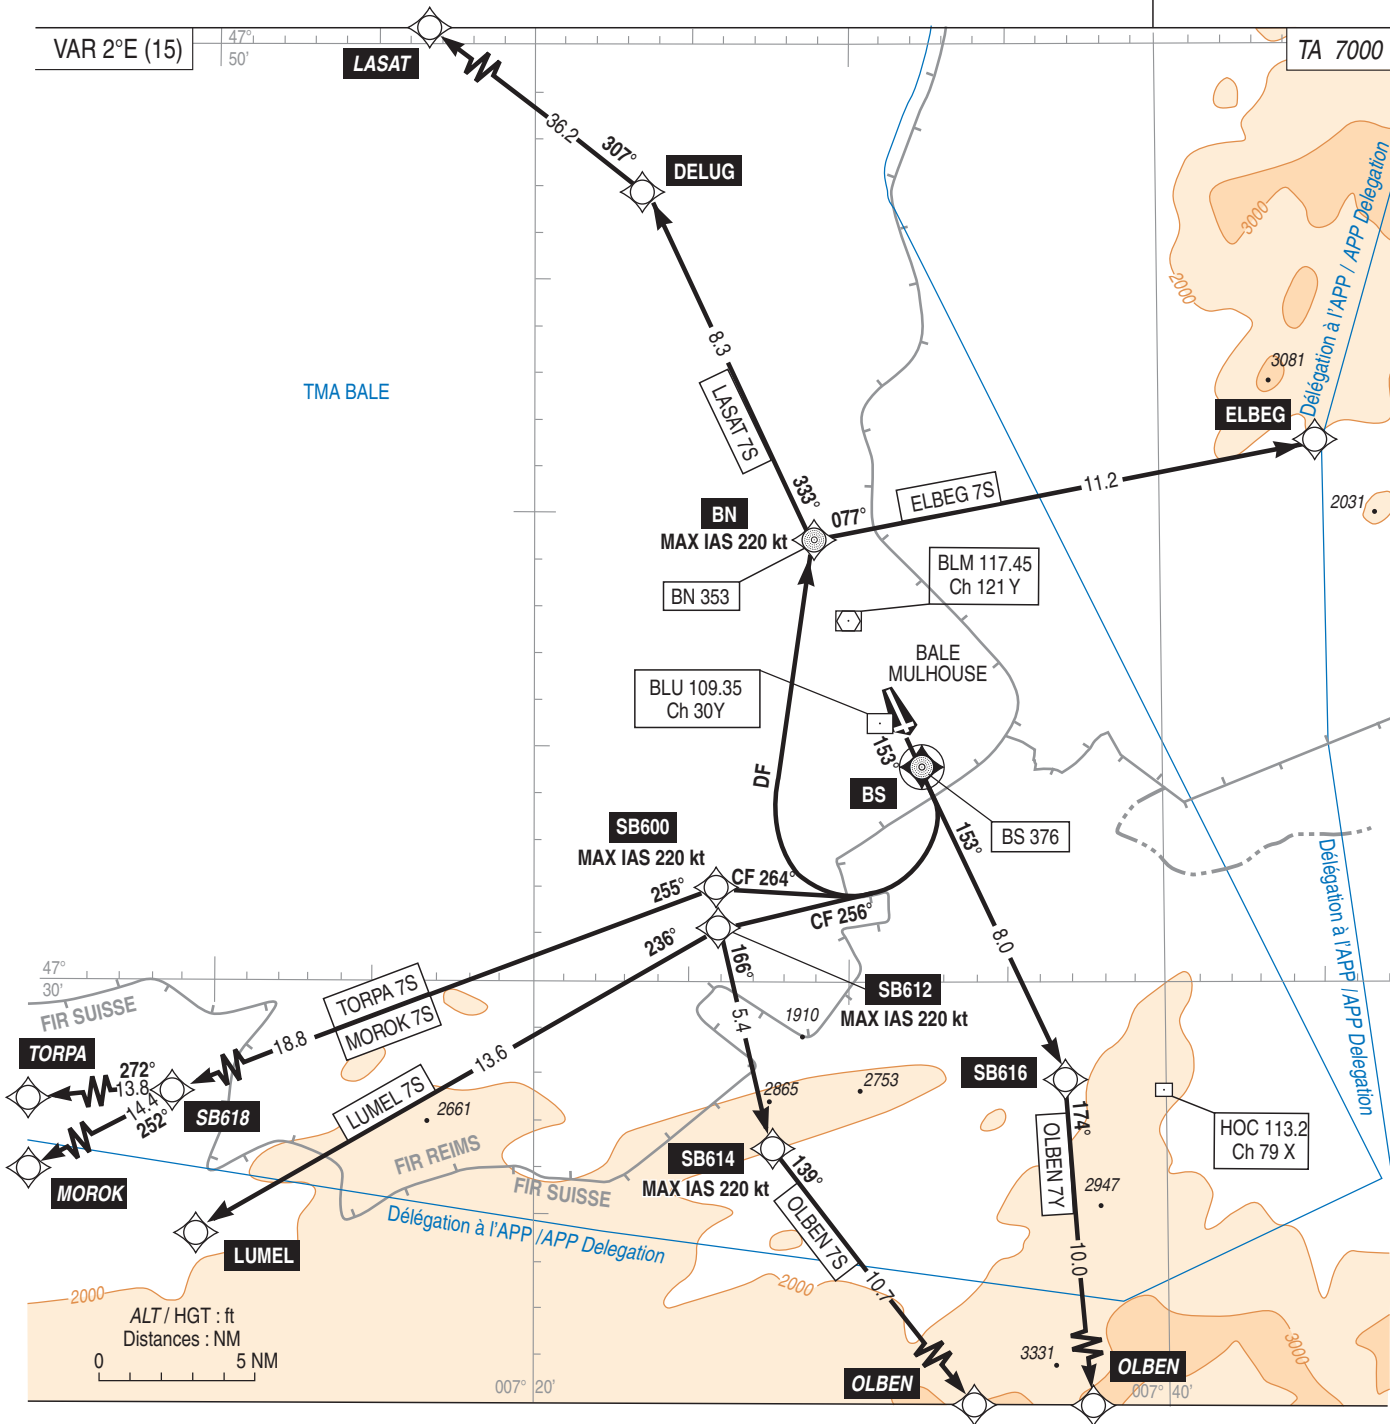 VAR 2°E (15)
47°
50'
LASAT
TA 7000
36.2
307°
DELUG
3000
2000
Délégation à l'APP / APP Delegation
8.3
3081
TMA BALE
LASAT 7S
ELBEG
333°
BN
MAX IAS 220 kt
077°
ELBEG 7S
11.2
2031
BN 353
BLM 117.45
Ch 121 Y
BALE
MULHOUSE
BLU 109.35
Ch 30Y
153°
DF
BS
BS 376
153°
SB600
MAX IAS 220 kt
255°
CF 264°
CF 256°
236°
166°
8.0
Délégation à l'APP /APP Delegation
47°
30'
FIR SUISSE
TORPA 7S
MOROK 7S
SB612
MAX IAS 220 kt
5.4
1910
18.8
13.6
TORPA
272°
13.8
14.4
252°
SB618
LUMEL 7S
2661
2865
2753
SB616
174°
HOC 113.2
Ch 79 X
FIR REIMS
FIR SUISSE
SB614
MAX IAS 220 kt
139°
OLBEN 7Y
2947
MOROK
LUMEL
Délégation à l'APP /APP Delegation
OLBEN 7S
10.0
10.7
2000
2000
ALT / HGT : ft
Distances : NM
0 5 NM
3331
3000
OLBEN
OLBEN
007° 20'
007° 40'